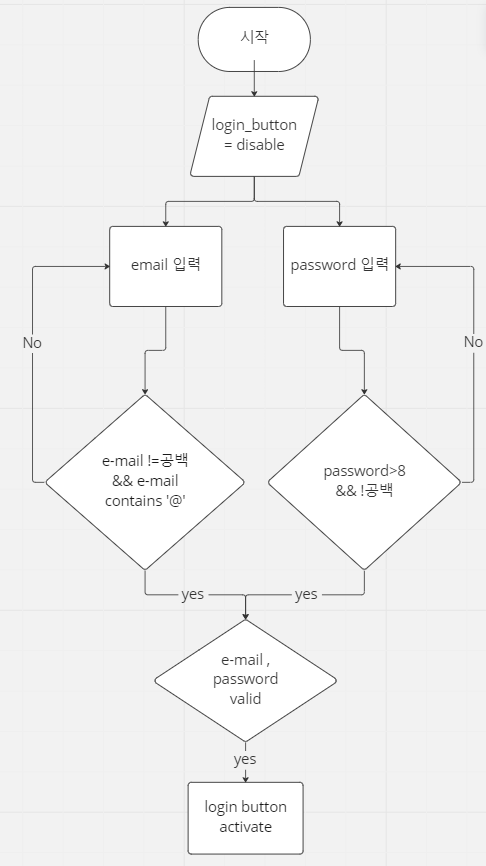 시작
login_button
= disable
email 입력
password 입력
No
No
e-mail !=공백
&& e-mail
contains '@'
password>8
&& !공백
yes
yes
e-mail ,
password
valid
yes
login button
activate